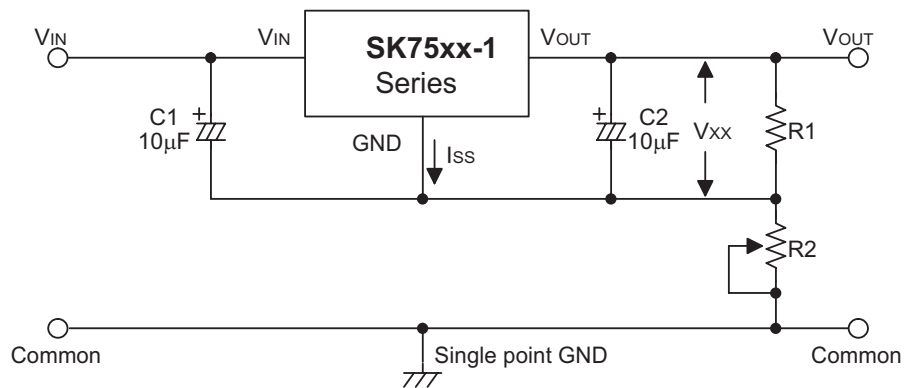 VIN
VIN
SK75xx-1
Series
VOUT
VOUT
C1
10μF
+
GND
ISS
+
C2
10μF
VXX
R1
R2
Common
Single point GND
Common